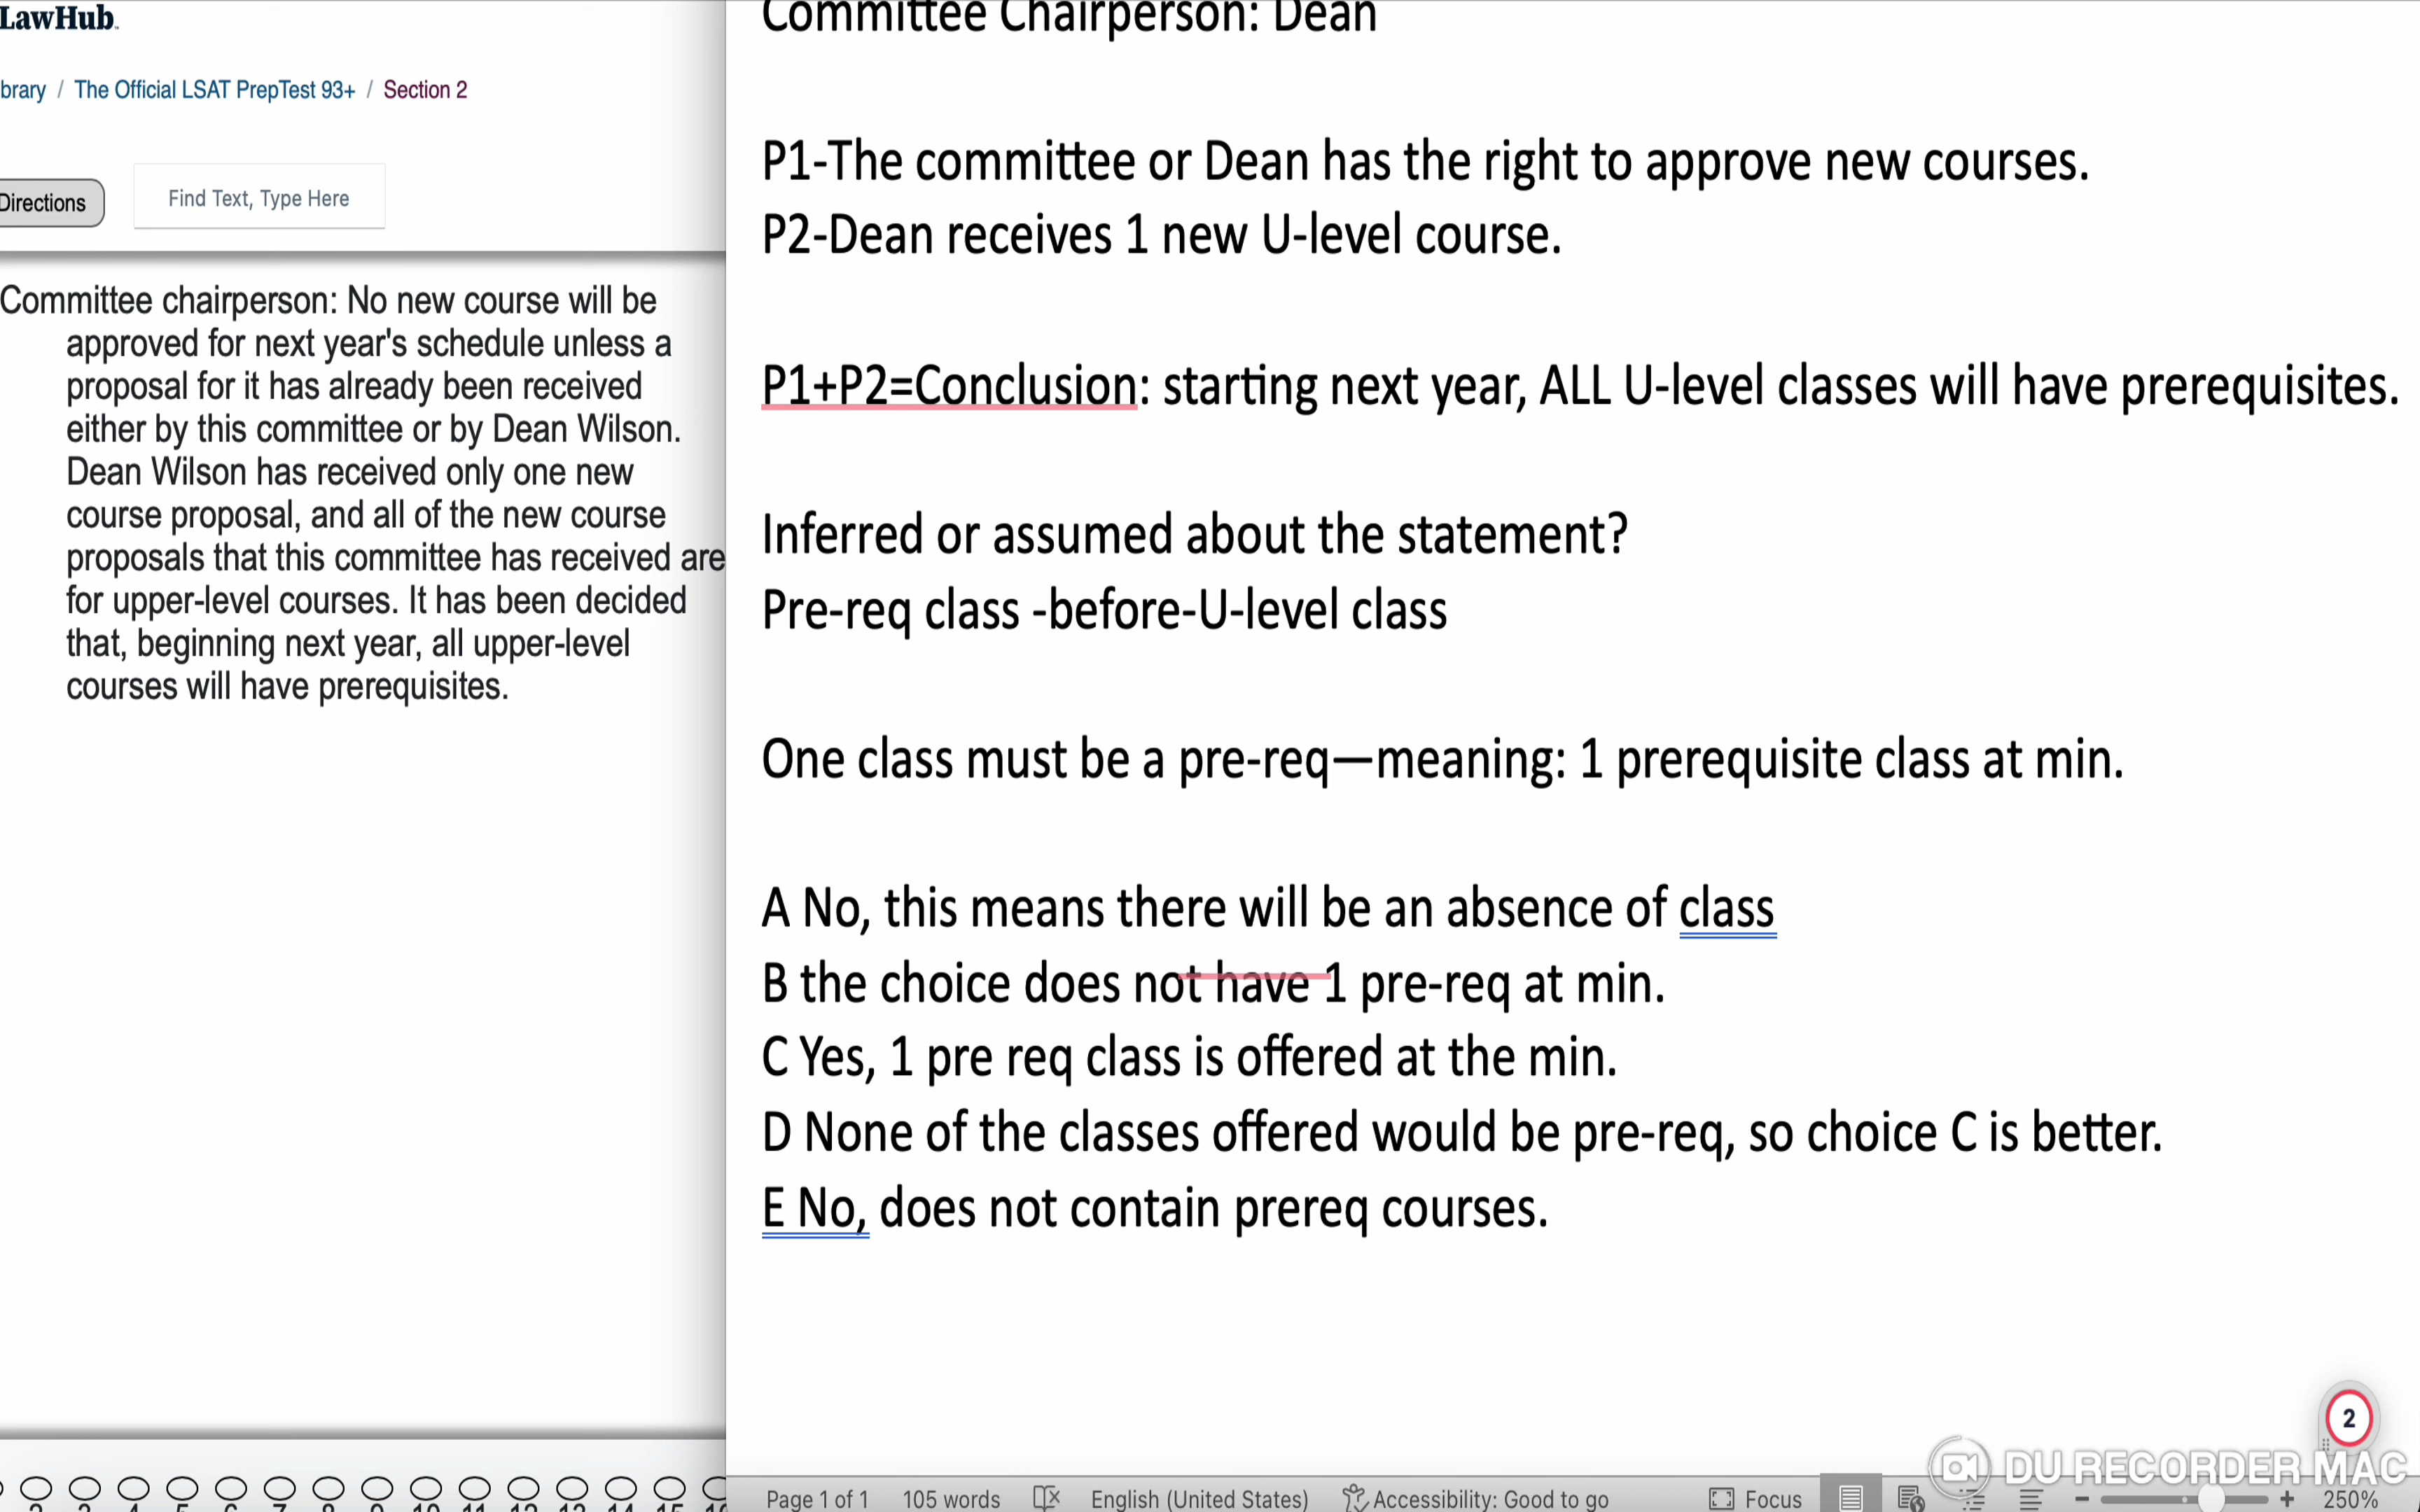 LawHub
brary / The Official LSAT PrepTest 93+ / Section 2
Directions
Find Text, Type Here
Committee chairperson: No new course will be
approved for next year's schedule unless a
proposal for it has already been received
either by this committee or by Dean Wilson.
Dean Wilson has received only one new
course proposal, and all of the new course
proposals that this committee has received are
for upper-level courses. It has been decided
that, beginning next year, all upper-level
courses will have prerequisites.
Committee Chairperson: Dean
P1-The committee or Dean has the right to approve new courses.
P2-Dean receives 1 new U-level course.
P1+P2=Conclusion: starting next year, ALL U-level classes will have prerequisites.
Inferred or assumed about the statement?
Pre-req class -before-U-level class
One class must be a pre-req—meaning: 1 prerequisite class at min.
A No, this means there will be an absence of class
B the choice does not have 1 pre-req at min.
C Yes, 1 pre req class is offered at the min.
D None of the classes offered would be pre-req, so choice C is better.
E No, does not contain prereq courses.
2
DU RECORDER MAC
Page 1 of 1 105 words English (United States) Accessibility: Good to go Focus 250%